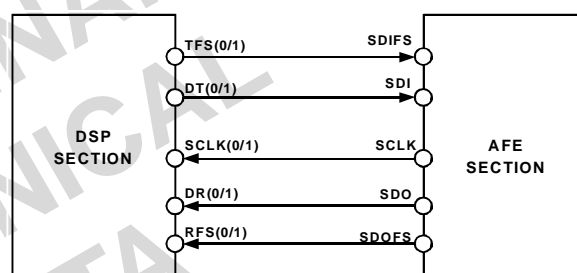 TFS(0/1) SDIFS
DT(0/1) SDI
DSP
SECTION
SCLK(0/1) SCLK
AFE
SECTION
DR(0/1) SDO
RFS(0/1) SDOFS
NICAL